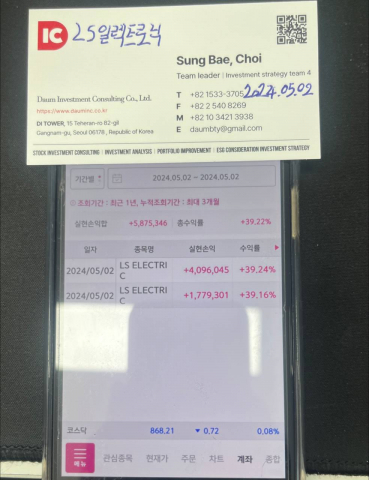 IC LS일렉트로릭
Sung Bae, Choi
Team leader | Investment strategy team 4
Daum Investment Consulting Co., Ltd.
https://www.daumnc.co.kr
DI TOWER, 15 Teheran-ro 82-gil
Gangnam-gu, Seoul 06178, Republic of Korea
T +82 1533-3705 2024.05.02
F +82 2 540 8269
M +82 10 3421 3938
E daumbty@gmail.com
STOCK INVESTMENT CONSULTING | INVESTMENT ANALYSIS | PORTFOLIO IMPROVEMENT | ESG CONSIDERATION INVESTMENT STRATEGY
기간별 2024.05.02 ~ 2024.05.02
조회기간 : 최근 1년, 누적조회기간 : 최대 3개월
실현손익합 +5,875,346 총수익률 +39,22%
일자 종목명 실현손익 수익률
2024/05/02 LS ELECTRI
C +4,096,045 +39,24%
2024/05/02 LS ELECTRI
C +1,779,301 +39,16%
코스닥 868,21 ▼ 0,72 0,08%
메뉴 관심종목 현재가 주문 차트 계좌 종합